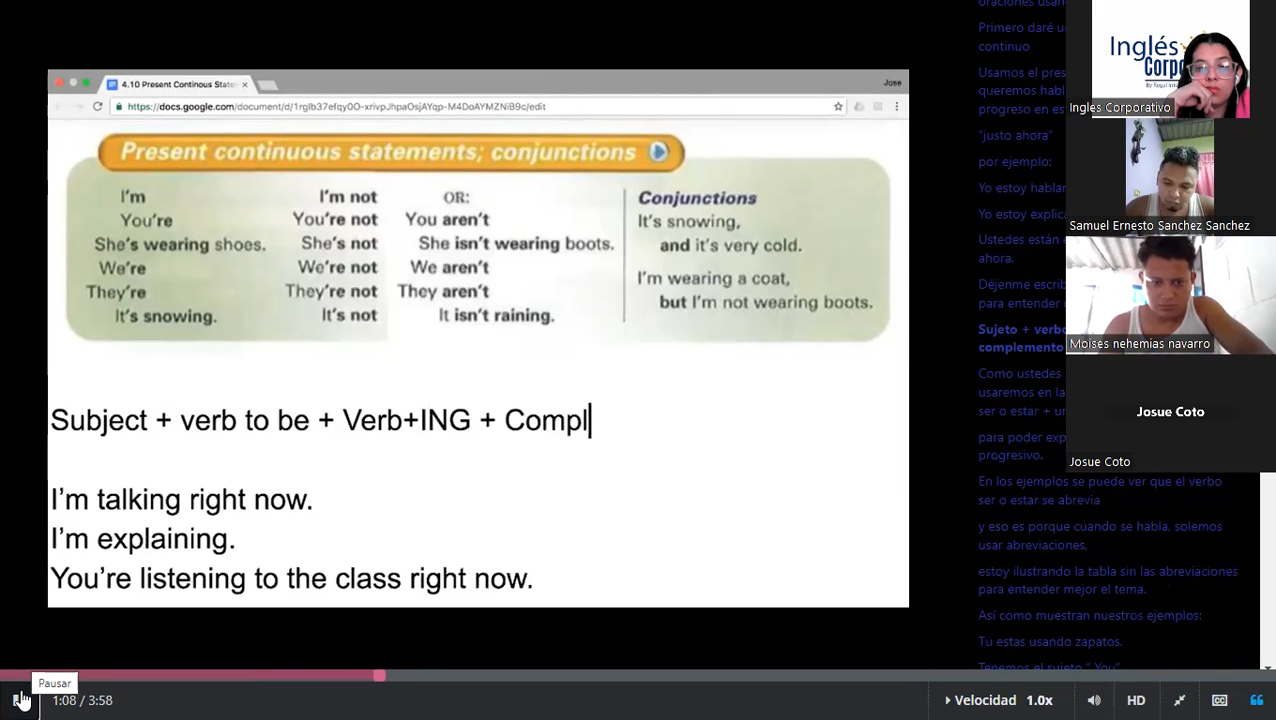 4.10 Present Continous State
Jose
https://docs.google.com/document/d/1rglb37efqy0O-xrivpJhpaOsjAYqp-M4DoAYMZNiB9c/edit
Present continuous statements; conjunctions
I'm
You're
She's wearing shoes.
We're
They're
It's snowing.
I'm not
You're not
She's not
We're not
They're not
It's not
OR:
You aren't
She isn't wearing boots.
We aren't
They aren't
It isn't raining.
Conjunctions
It's snowing,
and it's very cold.
I'm wearing a coat,
but I'm not wearing boots.
Subject + verb to be + Verb+ING + Compl
I'm talking right now.
I'm explaining.
You're listening to the class right now.
Pausar
1:08 / 3:58
Velocidad 1.0x
HD
CC
oraciones usan
Primero daré u
continuo
Usamos el pres
queremos habl
progreso en es
"justo ahora"
por ejemplo:
Yo estoy hablar
Yo estoy explic
Ustedes están e
ahora.
Déjenme escrib
para entender
Sujeto + verbo
complemento
Como ustedes
usaremos en la
ser o estar + u
para poder exp
progresivo.
En los ejemplos se puede ver que el verbo
ser o estar se abrevia
y eso es porque cuando se habla, solemos
usar abreviaciones,
estoy ilustrando la tabla sin las abreviaciones
para entender mejor el tema.
Así como muestran nuestros ejemplos:
Tu estas usando zapatos.
Tenemos el sujeto " You"
Inglés
Corpo
Ingles Corporativo
Samuel Ernesto Sanchez Sanchez
Moises nehemias navarro
Josue Coto
Josue Coto